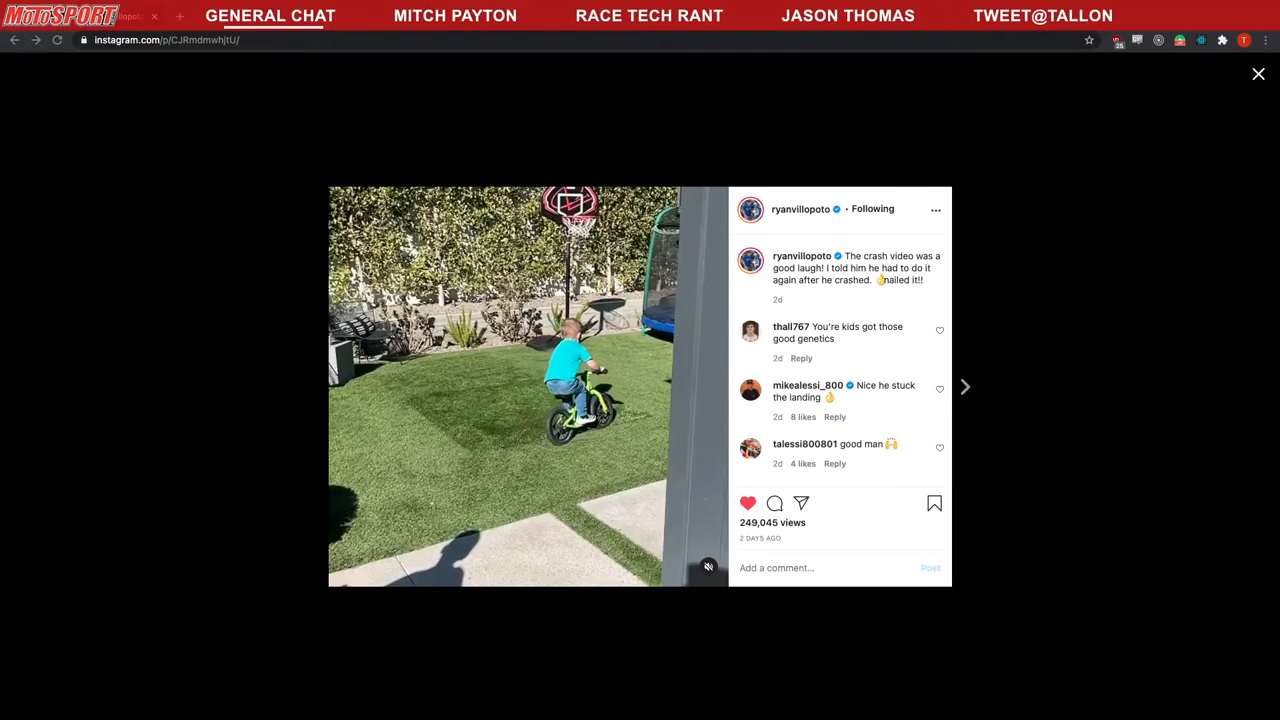 MOTOSPORT
GENERAL CHAT
MITCH PAYTON
RACE TECH RANT
JASON THOMAS
TWEET@TALLON
instagram.com/p/CJRmdmwhjtU/
25
T
ryanvillopoto • Following
ryanvillopoto The crash video was a
good laugh! I told him he had to do it
again after he crashed. 👌nailed it!!
2d
thall767 You're kids got those
good genetics
2d Reply
mikealessi_800 Nice he stuck
the landing 👌
2d 8 likes Reply
talessi800801 good man 🙌
2d 4 likes Reply
249,045 views
2 DAYS AGO
Add a comment... Post